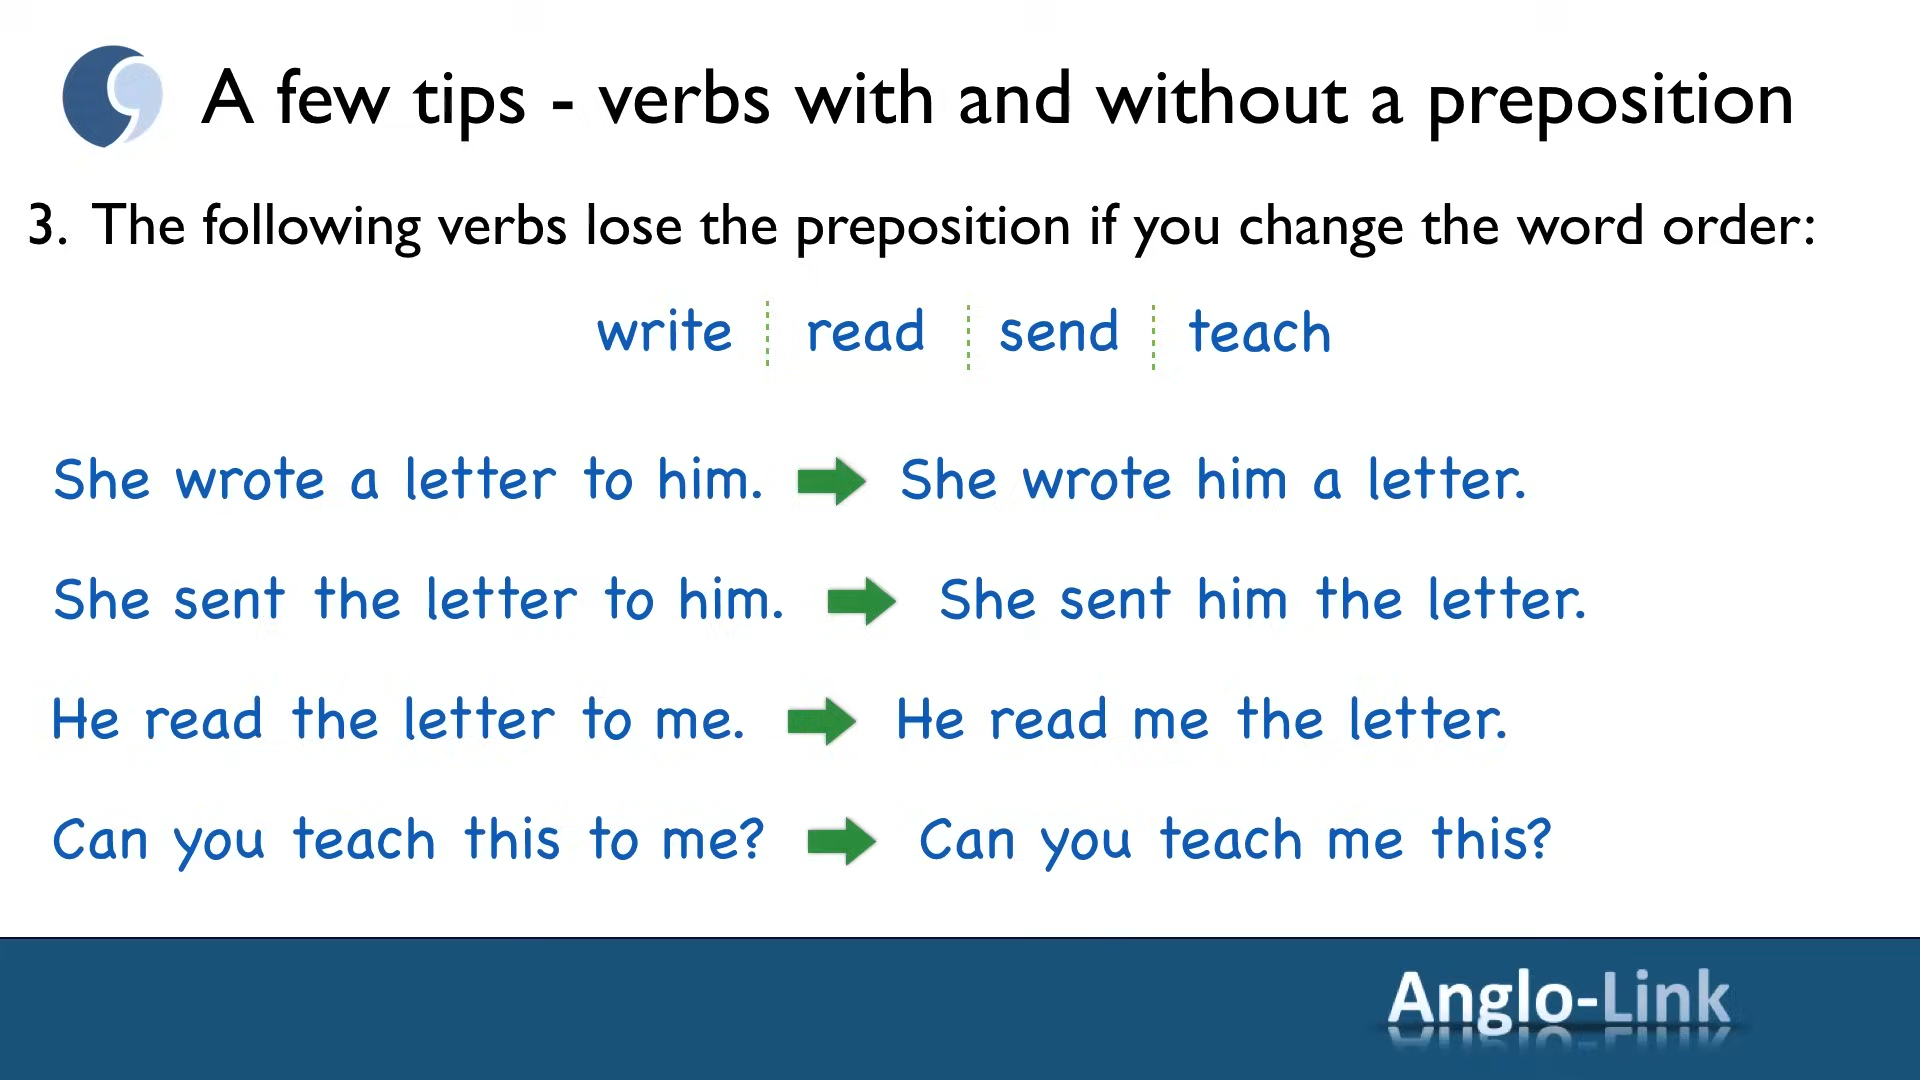 A few tips - verbs with and without a preposition
3. The following verbs lose the preposition if you change the word order:
write read send teach
She wrote a letter to him. She wrote him a letter.
She sent the letter to him. She sent him the letter.
He read the letter to me. He read me the letter.
Can you teach this to me? Can you teach me this?
Anglo-Link